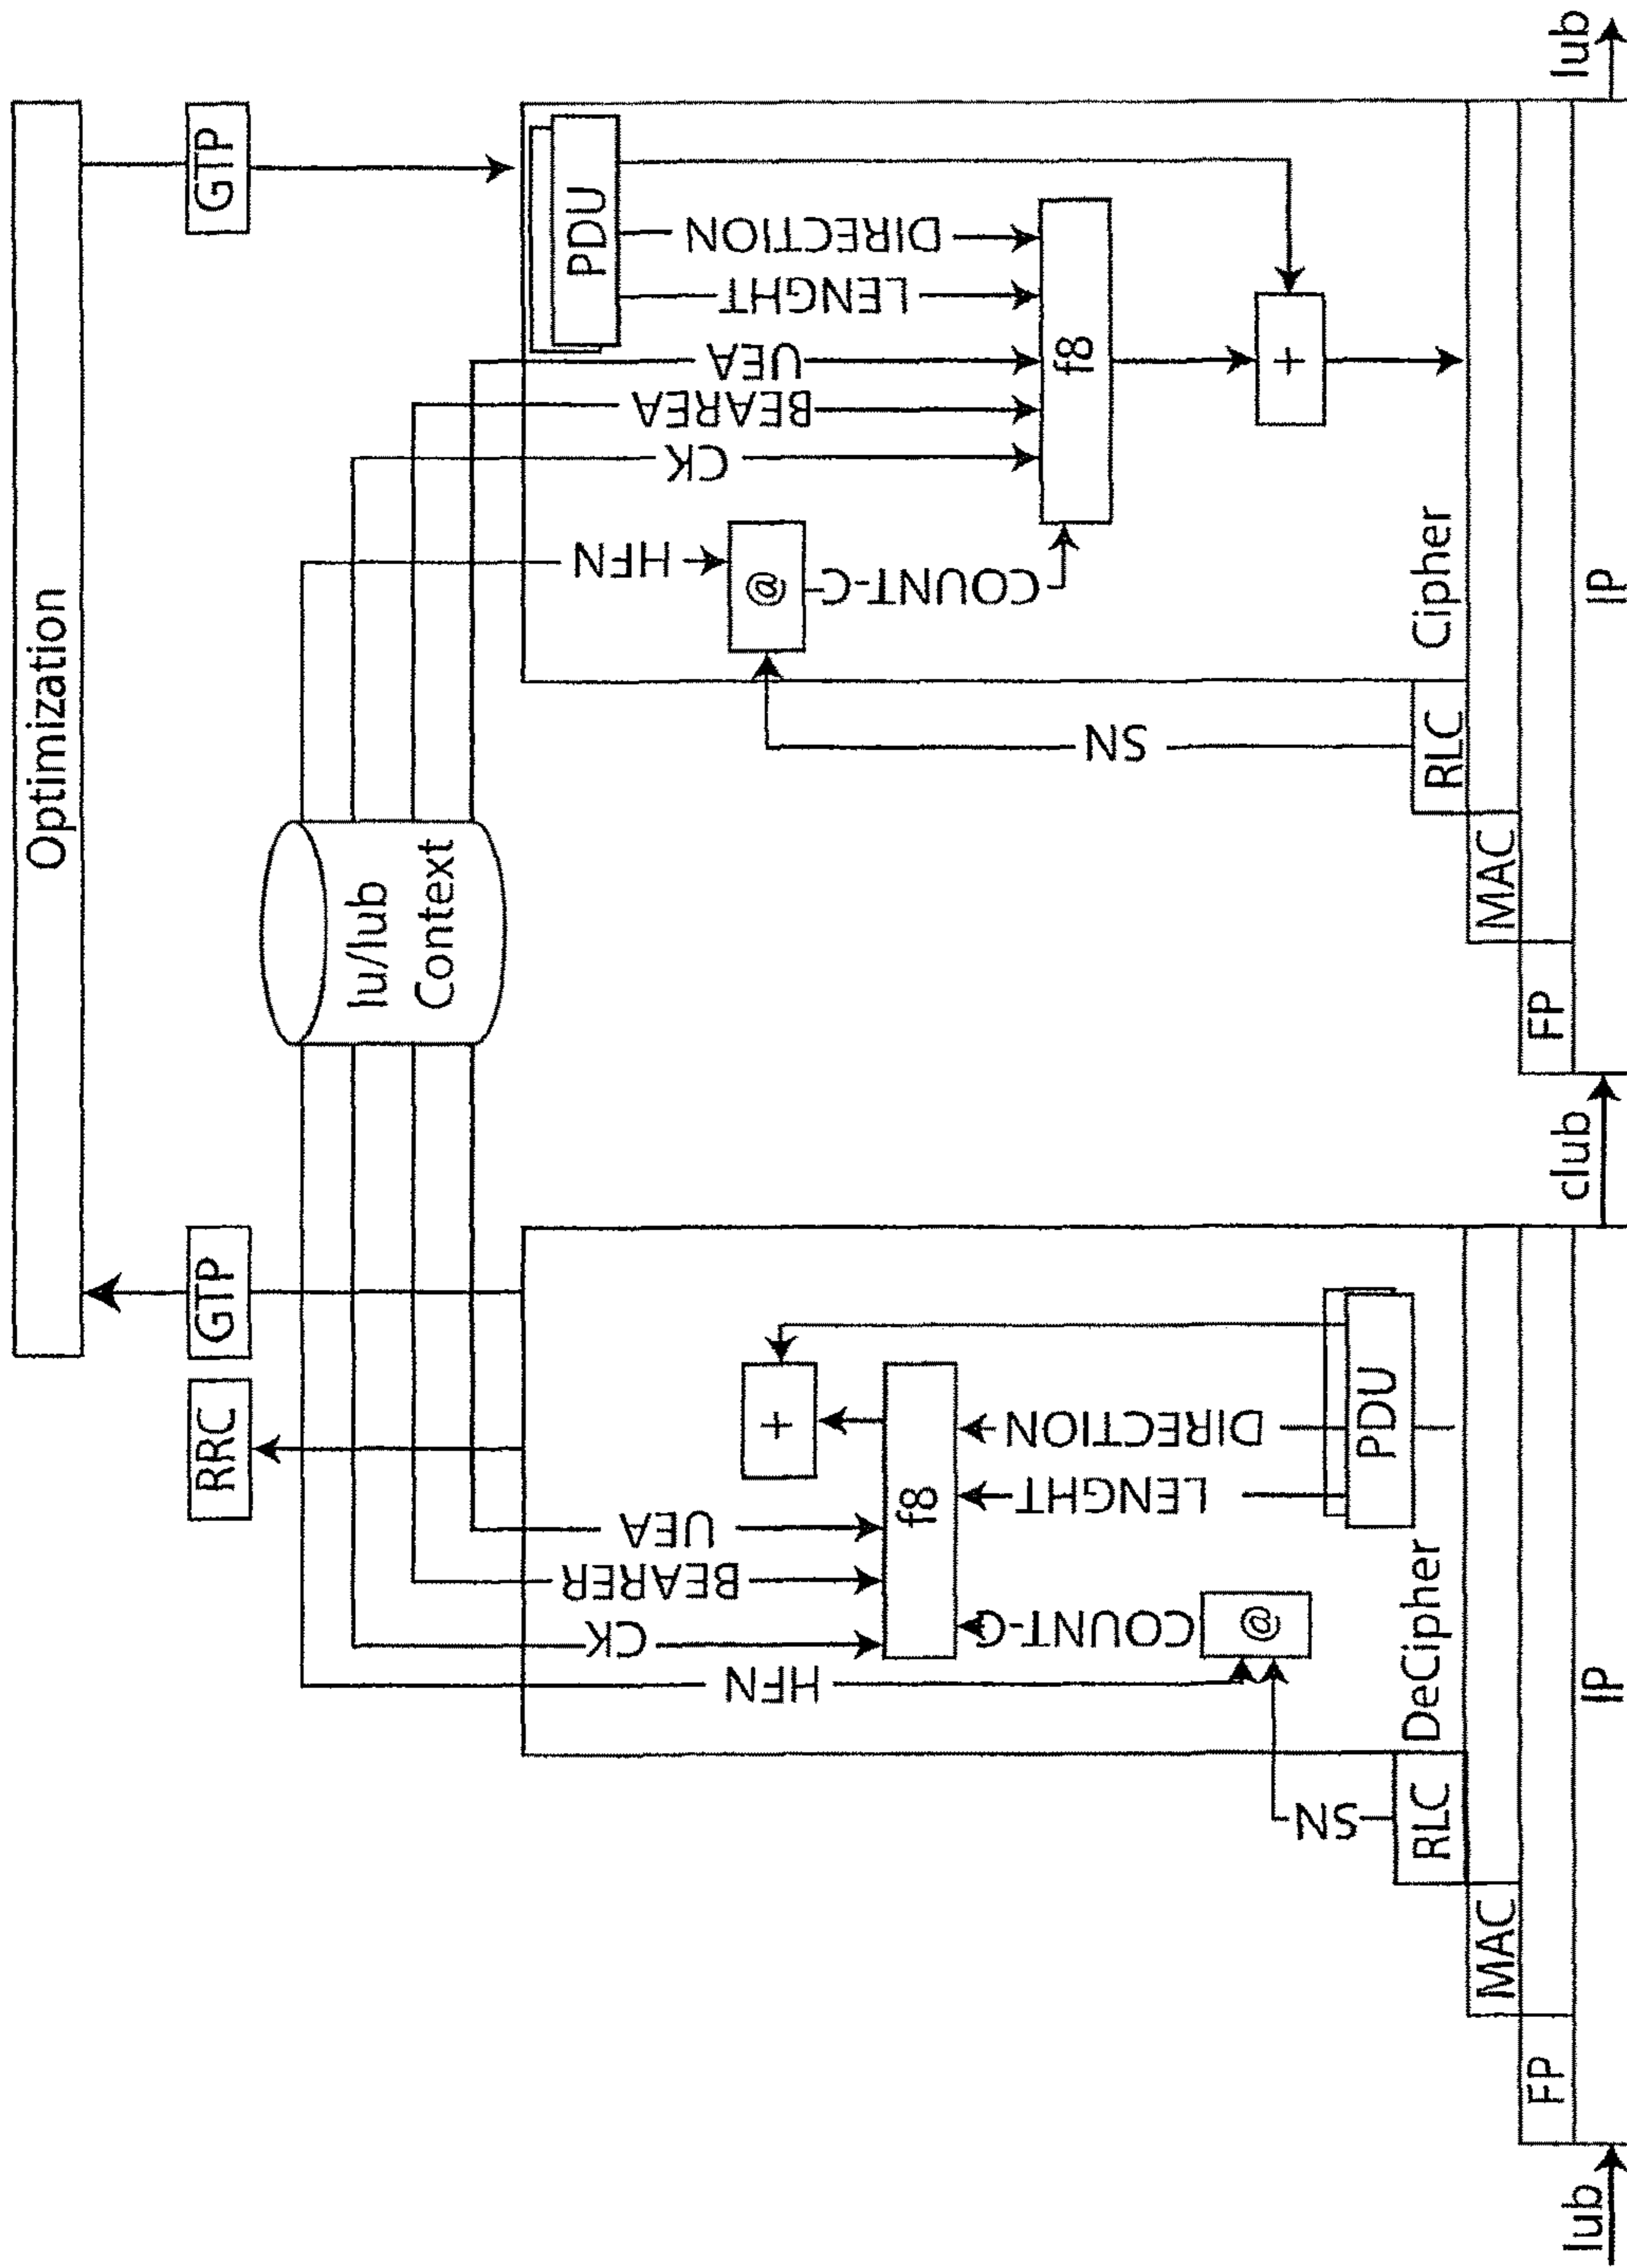 Optimization
RRC
GTP
GTP
Iu/Iub
Context
HFN
CK
BEARER
UEA
f8
+
COUNT-C
LENGHT
DIRECTION
@
PDU
SN
RLC
DeCipher
MAC
FP
IP
Iub
cIub
PDU
HFN
CK
BEAREA
UEA
LENGHT
DIRECTION
@
COUNT-C
f8
+
SN
RLC
Cipher
MAC
FP
IP
Iub